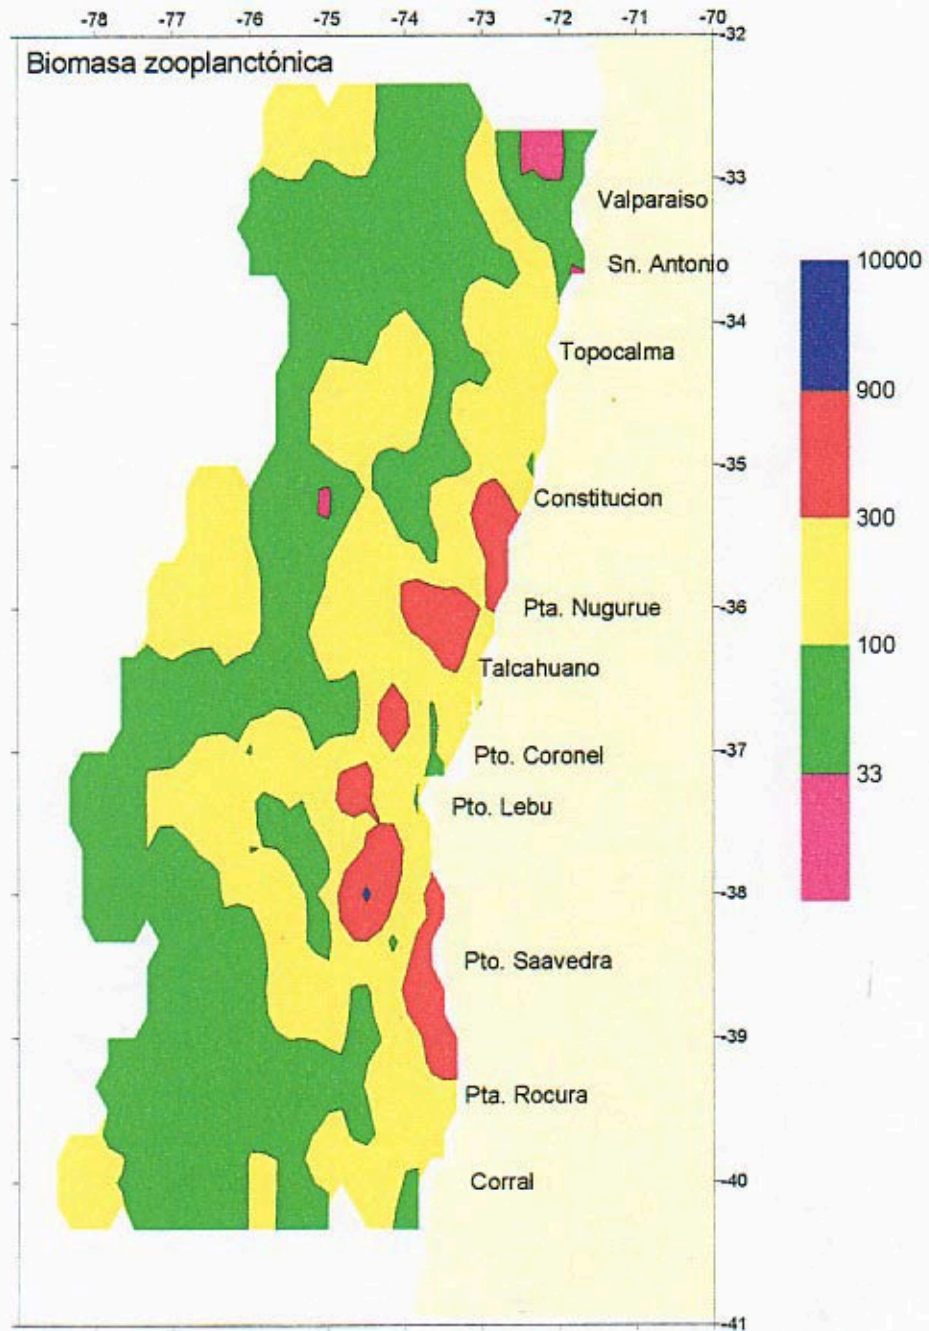 -78 -77 -76 -75 -74 -73 -72 -71 -70
-32
Biomasa zooplanctónica
-33
Valparaiso
Sn. Antonio
10000
-34
Topocalma
900
-35
Constitucion
300
-36
Pta. Nugurue
100
Talcahuano
-37
Pto. Coronel
33
Pto. Lebu
-38
Pto. Saavedra
-39
Pta. Rocura
-40
Corral
-41